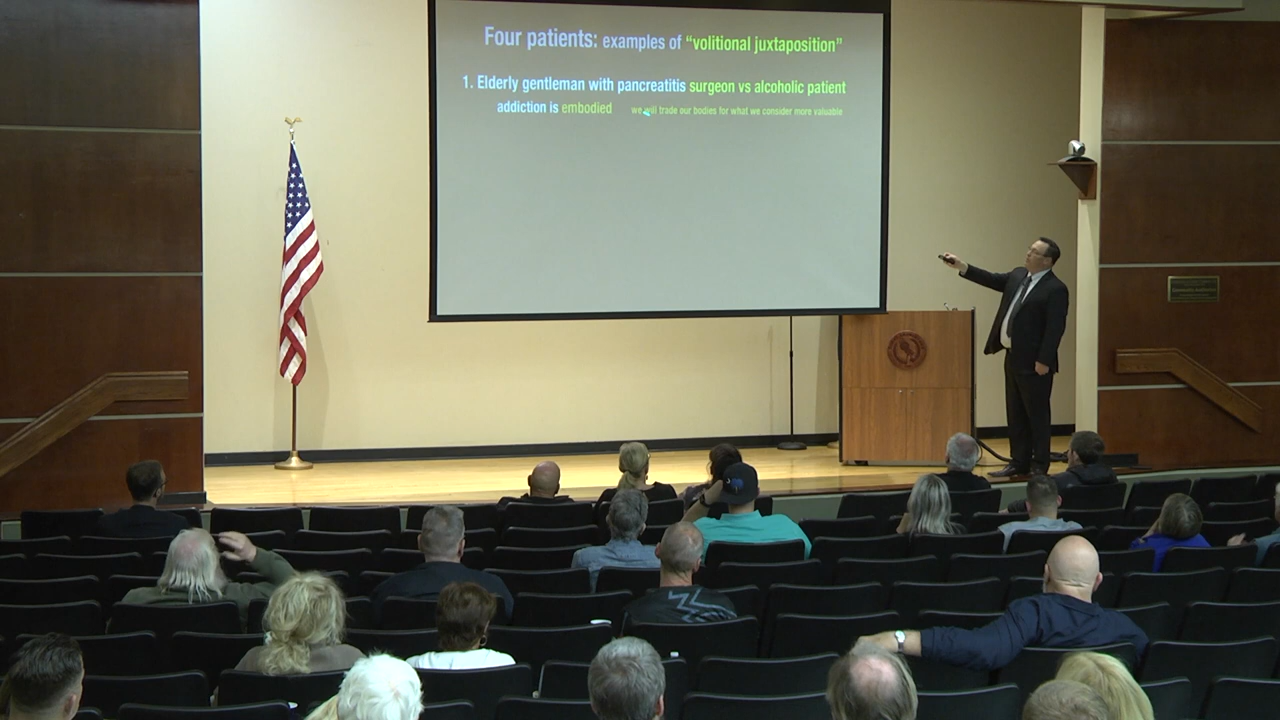 Four patients: examples of “volitional juxtaposition”
1. Elderly gentleman with pancreatitis surgeon vs alcoholic patient
addiction is embodied we will trade our bodies for what we consider more valuable